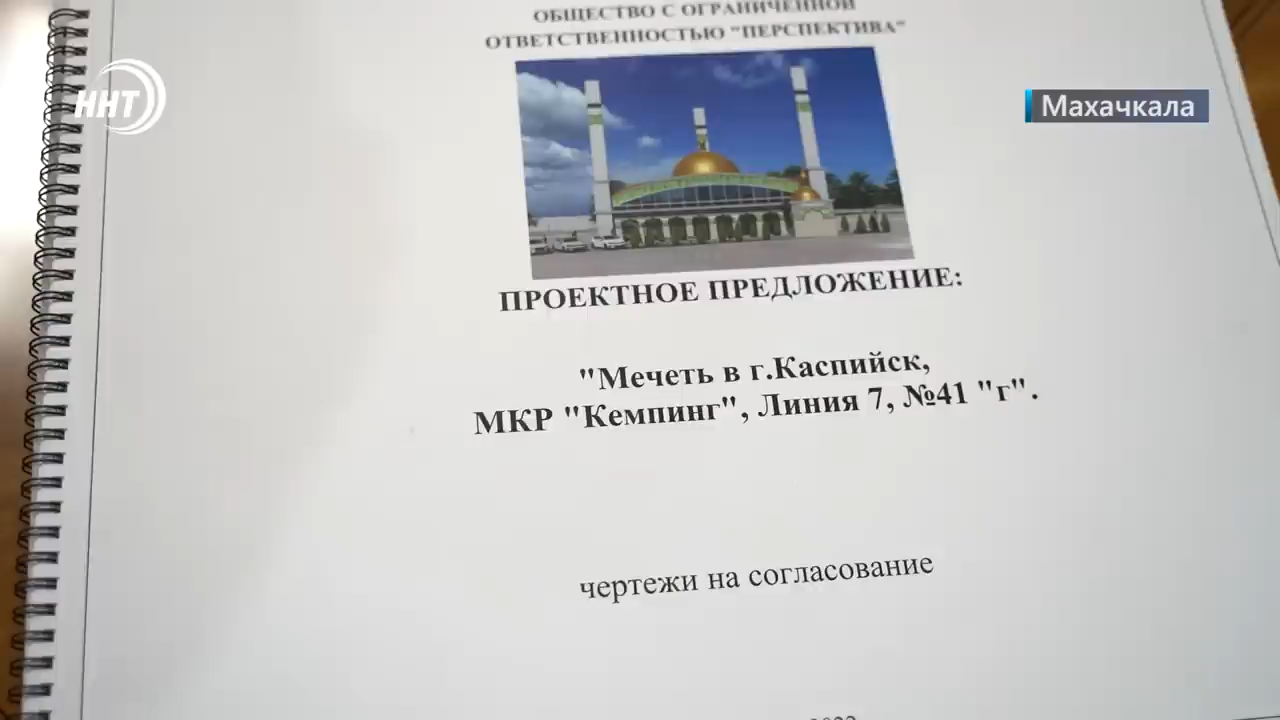 ОБЩЕСТВО С ОГРАНИЧЕННОЙ
ОТВЕТСТВЕННОСТЬЮ "ПЕРСПЕКТИВА"
ННТ
Махачкала
ПРОЕКТНОЕ ПРЕДЛОЖЕНИЕ:
"Мечеть в г.Каспийск,
МКР "Кемпинг", Линия 7, №41 "г".
чертежи на согласование